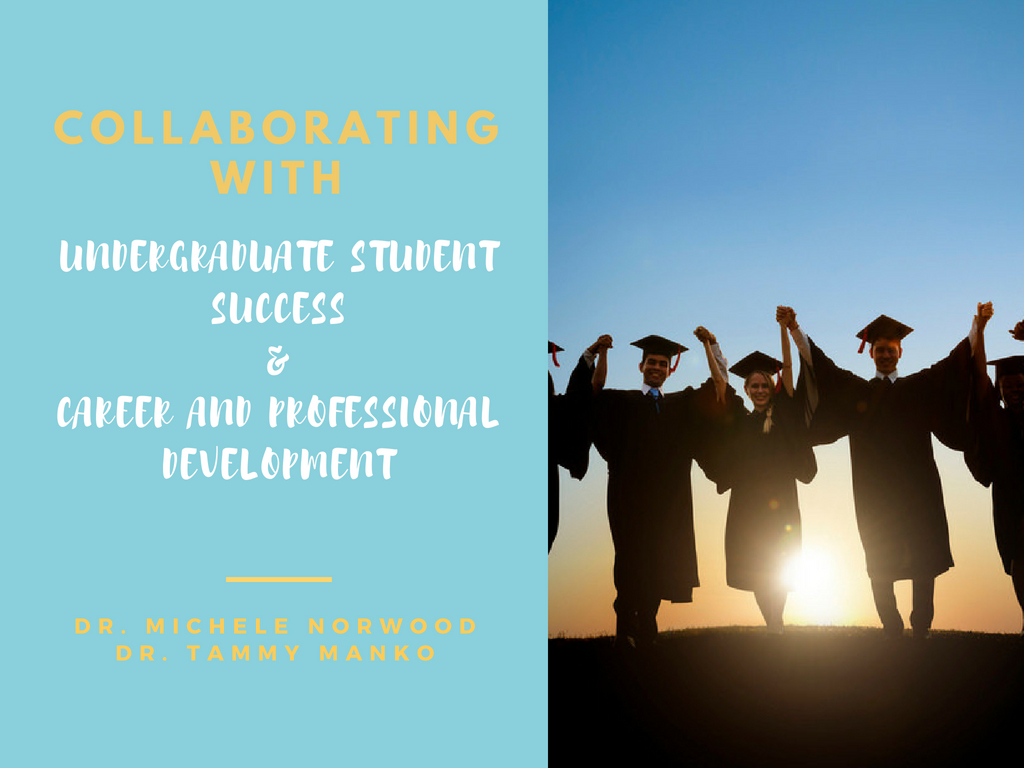 COLLABORATING
WITH
UNDERGRADUATE STUDENT
SUCCESS
&
CAREER AND PROFESSIONAL
DEVELOPMENT
DR. MICHELE NORWOOD
DR. TAMMY MANKO